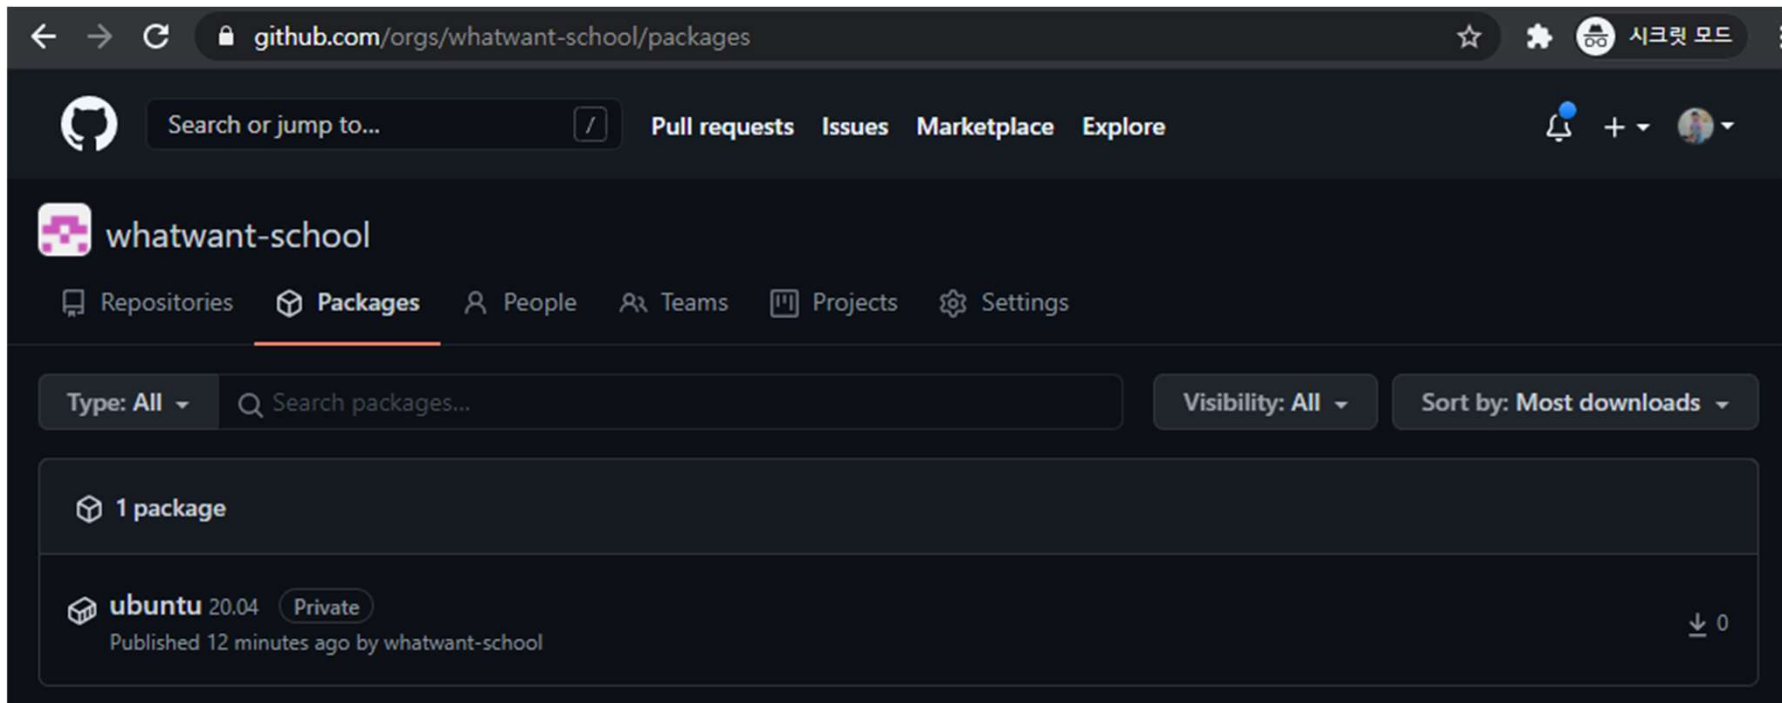 github.com/orgs/whatwant-school/packages 시크릿 모드
Search or jump to... / Pull requests Issues Marketplace Explore
whatwant-school
Repositories Packages People Teams Projects Settings
Type: All Search packages... Visibility: All Sort by: Most downloads
1 package
ubuntu 20.04 Private
Published 12 minutes ago by whatwant-school 0